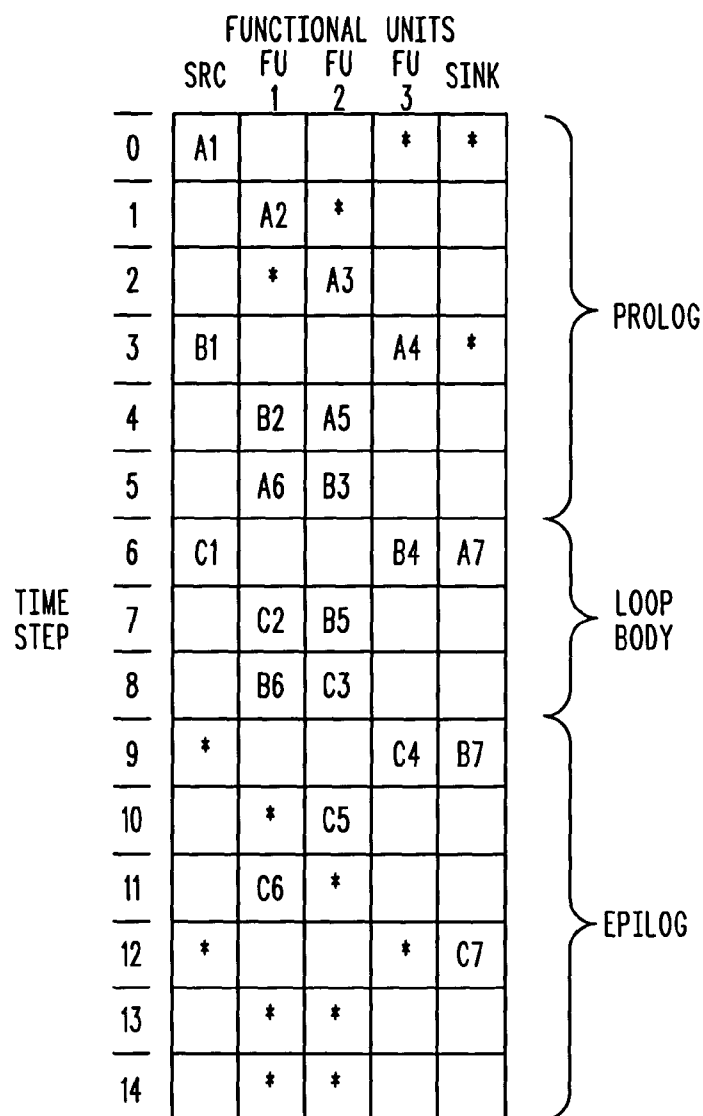 FUNCTIONAL UNITS
SRC FU 1 FU 2 FU 3 SINK
0 A1 * *
1 A2 *
2 * A3
3 B1 A4 *
4 B2 A5
5 A6 B3
PROLOG
6 C1 B4 A7
7 C2 B5
8 B6 C3
TIME STEP
LOOP BODY
9 * C4 B7
10 * C5
11 C6 *
12 * * C7
13 * *
14 * *
EPILOG